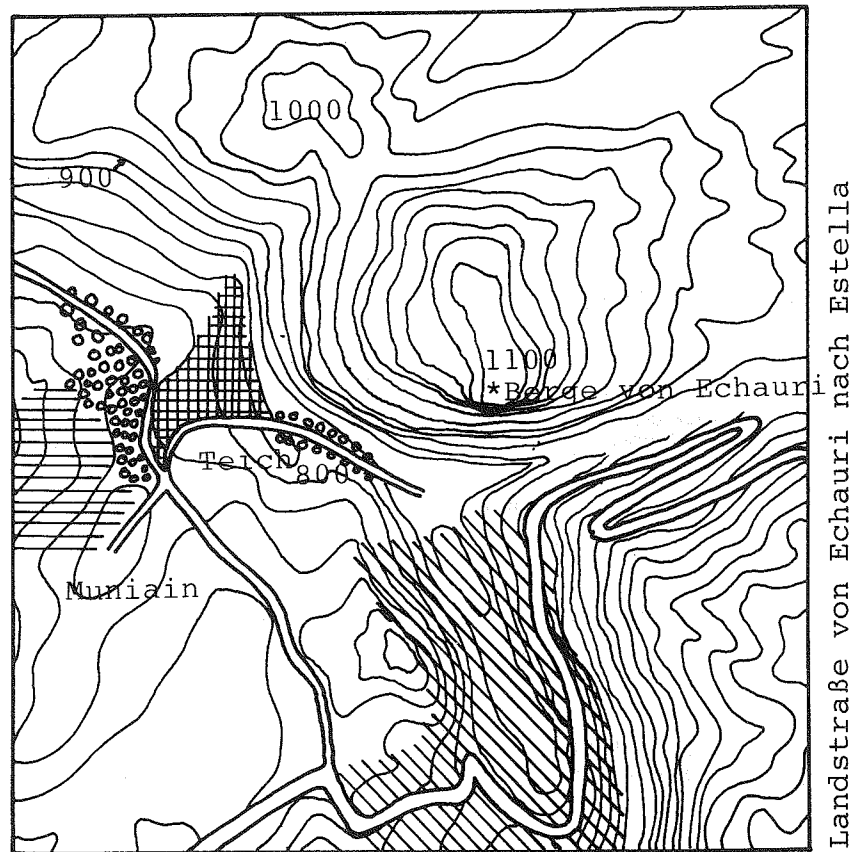 1000
900
1100
*Berge von Echauri
Teich
800
Muniain
Landstraße von Echauri nach Estella